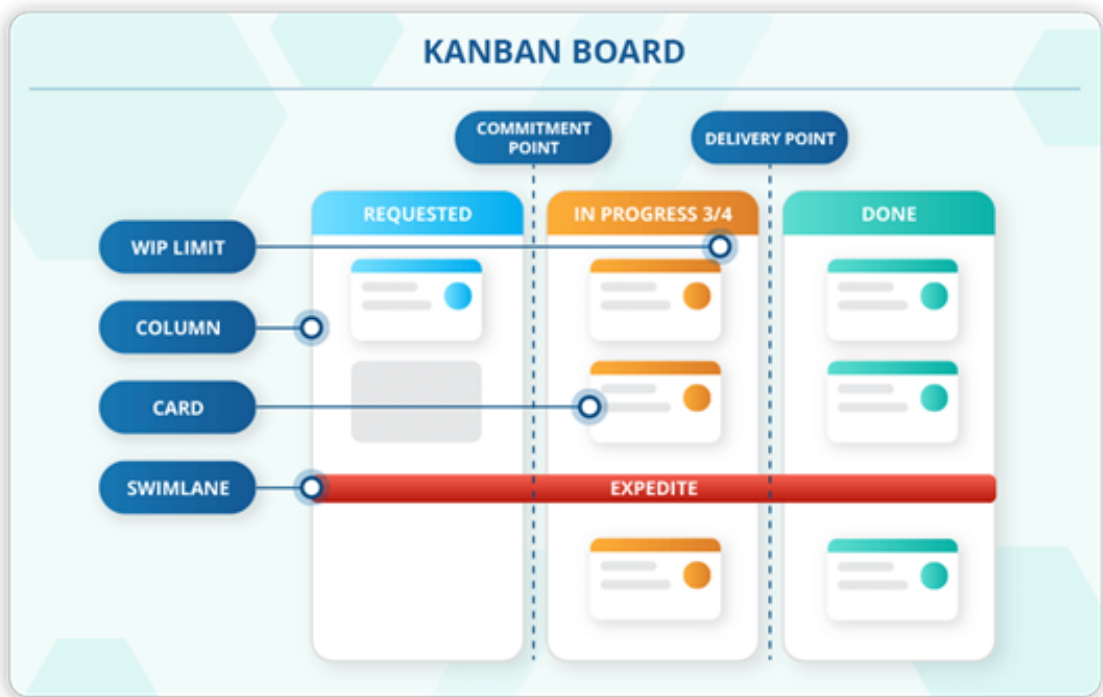 KANBAN BOARD
COMMITMENT
POINT
DELIVERY POINT
REQUESTED
IN PROGRESS 3/4
DONE
WIP LIMIT
COLUMN
CARD
SWIMLANE
EXPEDITE